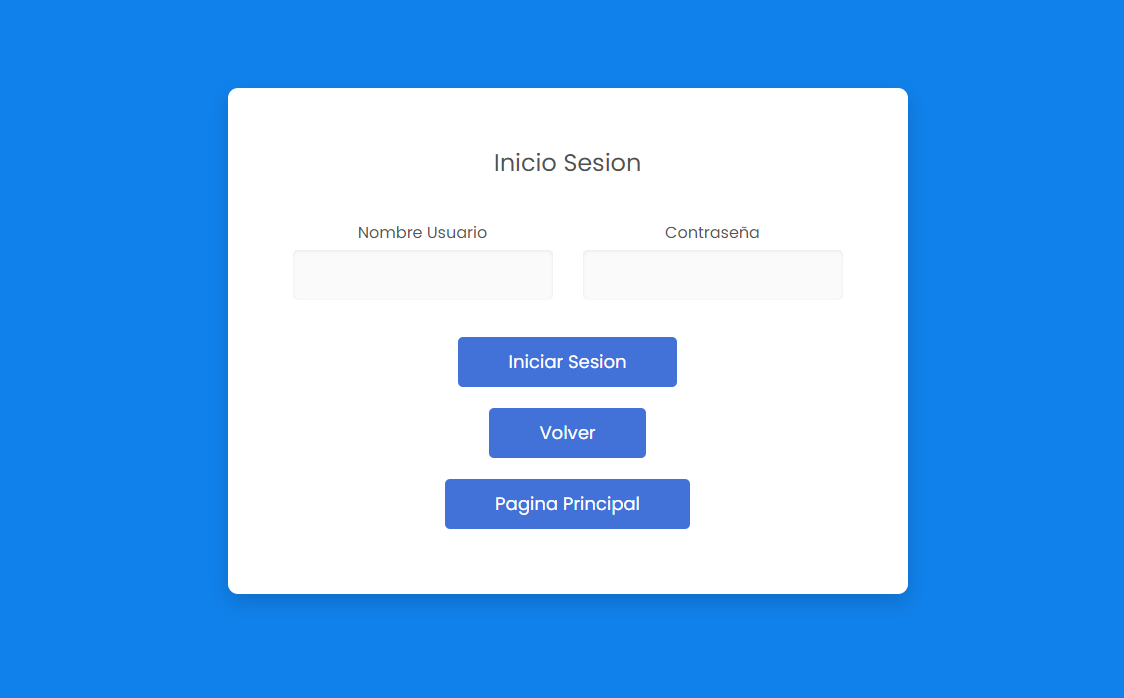 Inicio Sesion
Nombre Usuario
Contraseña
Iniciar Sesion
Volver
Pagina Principal